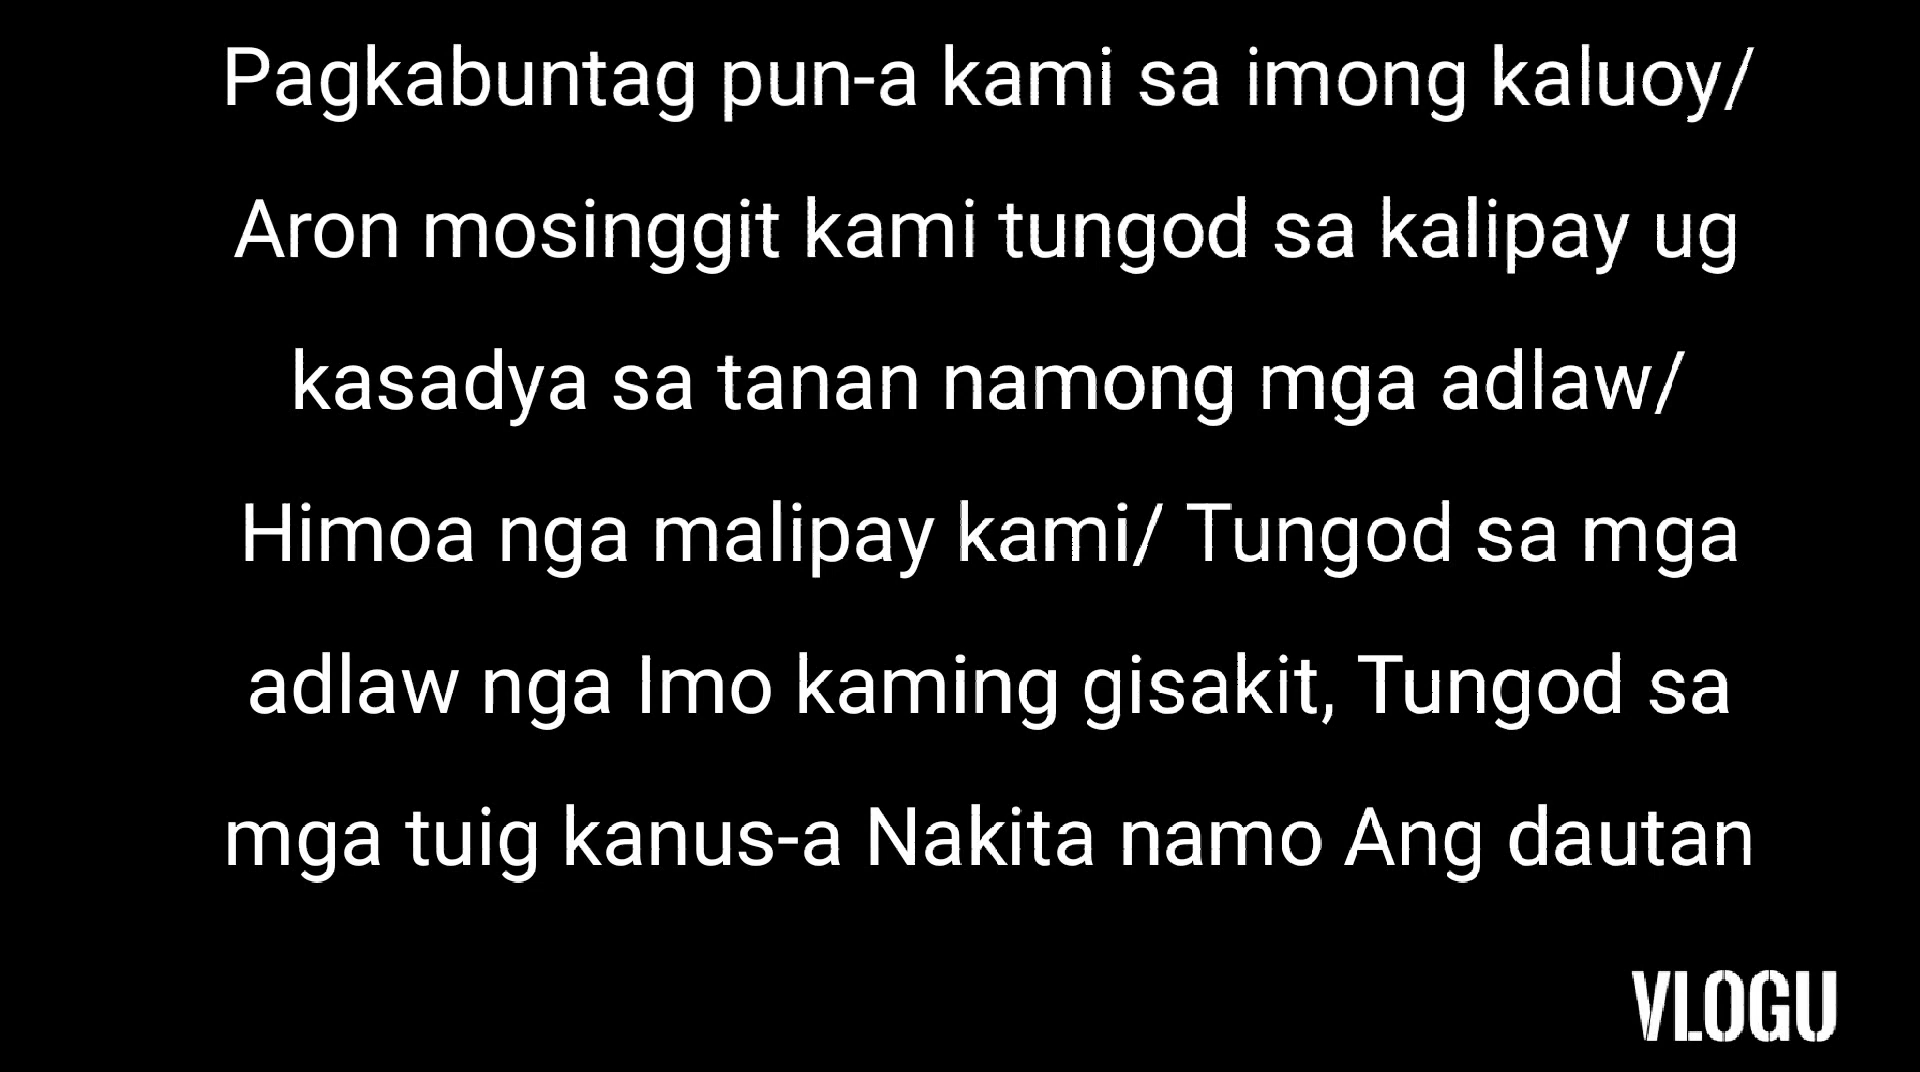 Pagkabuntag pun-a kami sa imong kaluoy/
Aron mosinggit kami tungod sa kalipay ug
kasadya sa tanan namong mga adlaw/
Himoa nga malipay kami/ Tungod sa mga
adlaw nga Imo kaming gisakit, Tungod sa
mga tuig kanus-a Nakita namo Ang dautan
VLOGU